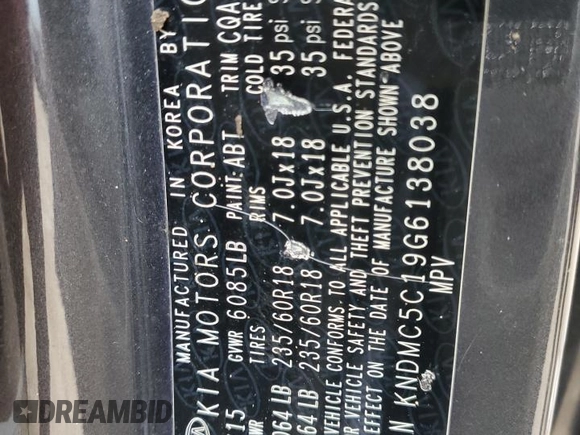 MANUFACTURED IN KOREA BY
KIA MOTORS CORPORATIO
15 GVWR 6085LB PAINT:ABT TRIM CQA
WR TIRES RIMS COLD TIRE
064LB 235/60R18 7.0Jx18 35 psi S
64LB 235/60R18 7.0Jx18 35 psi S
VEHICLE CONFORMS TO ALL APPLICABLE U.S.A. FEDERA
R VEHICLE SAFETY AND THEFT PREVENTION STANDARDS
EFFECT ON THE DATE OF MANUFACTURE SHOWN ABOVE
N KNDMC5C19G6138038
MPV
DREAMBID